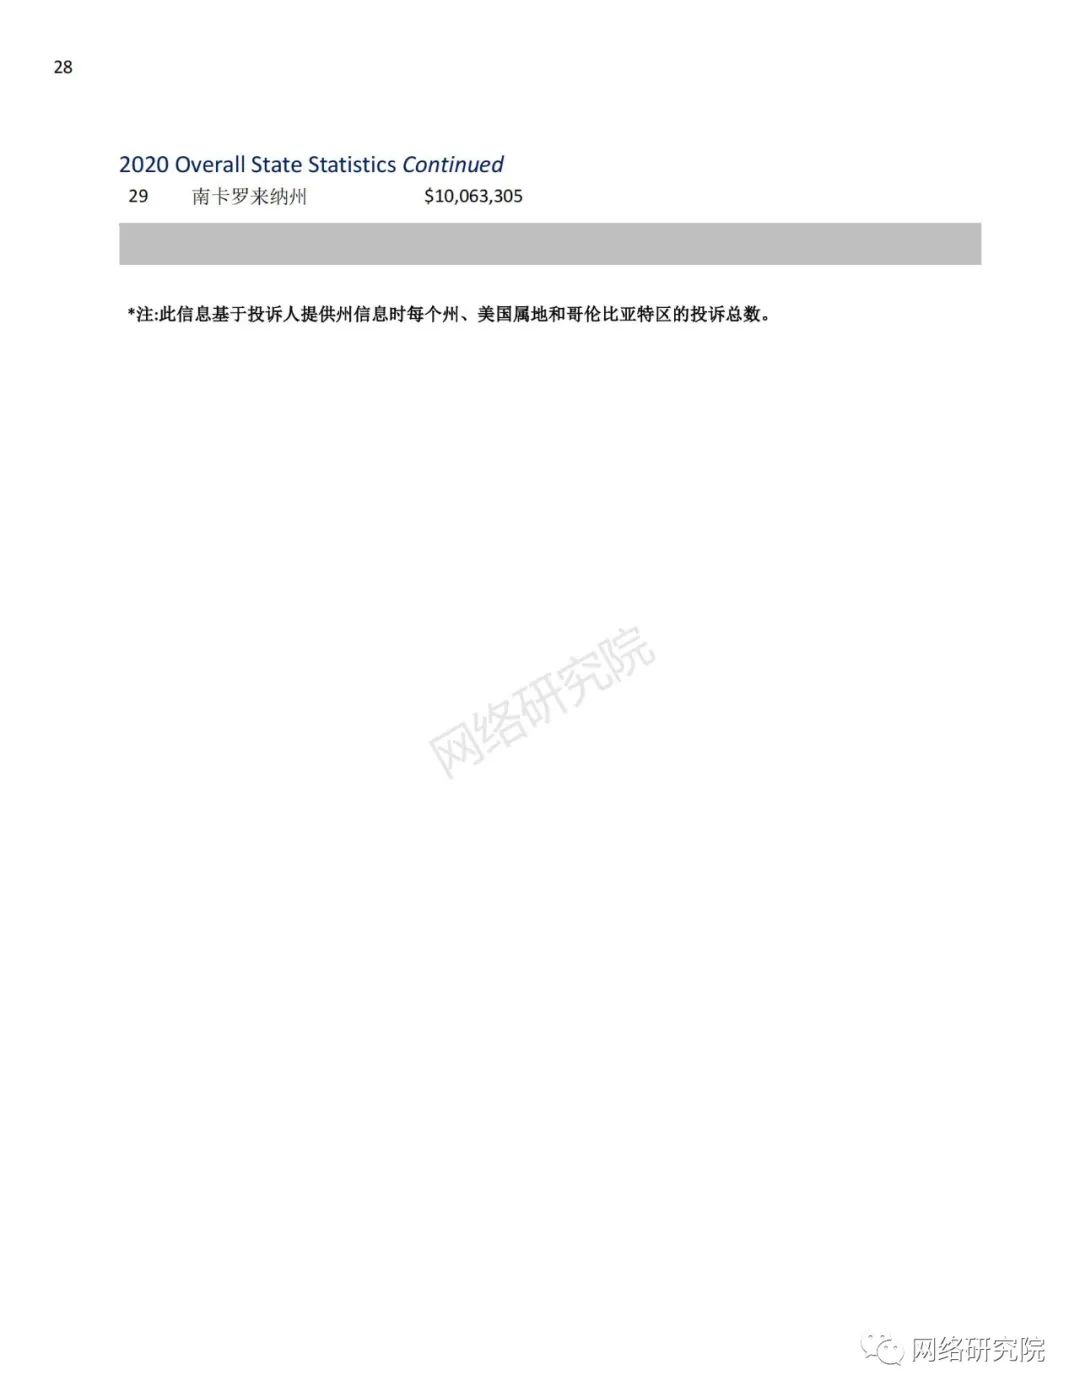 28
2020 Overall State Statistics Continued
29 南卡罗来纳州 $10,063,305
*注:此信息基于投诉人提供州信息时每个州、美国属地和哥伦比亚特区的投诉总数。
网络研究院
网络研究院